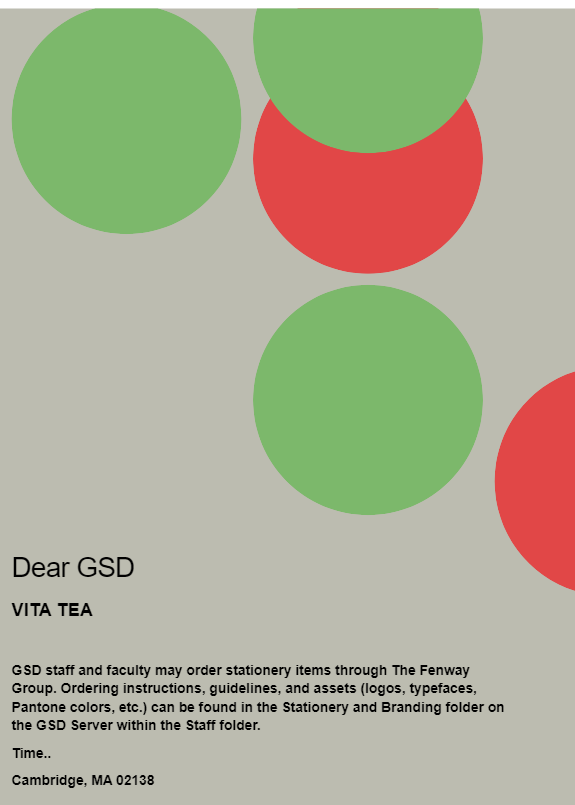 Dear GSD
VITA TEA
GSD staff and faculty may order stationery items through The Fenway
Group. Ordering instructions, guidelines, and assets (logos, typefaces,
Pantone colors, etc.) can be found in the Stationery and Branding folder on
the GSD Server within the Staff folder.
Time..
Cambridge, MA 02138